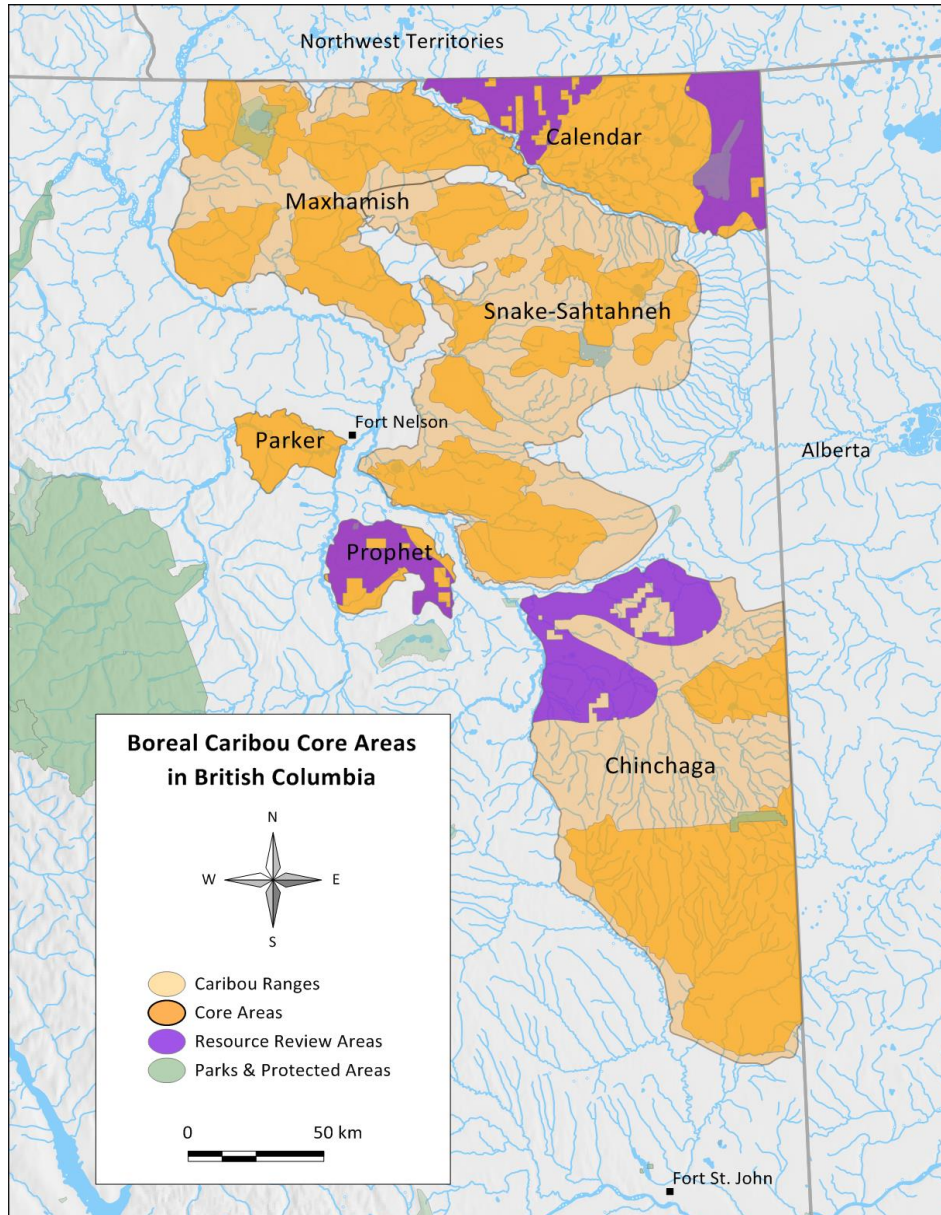 Northwest Territories
Calendar
Maxhamish
Snake-Sahtahneh
Fort Nelson
Parker
Alberta
Prophet
Chinchaga
Boreal Caribou Core Areas
in British Columbia
N
W
E
S
Caribou Ranges
Core Areas
Resource Review Areas
Parks & Protected Areas
0
50 km
Fort St. John